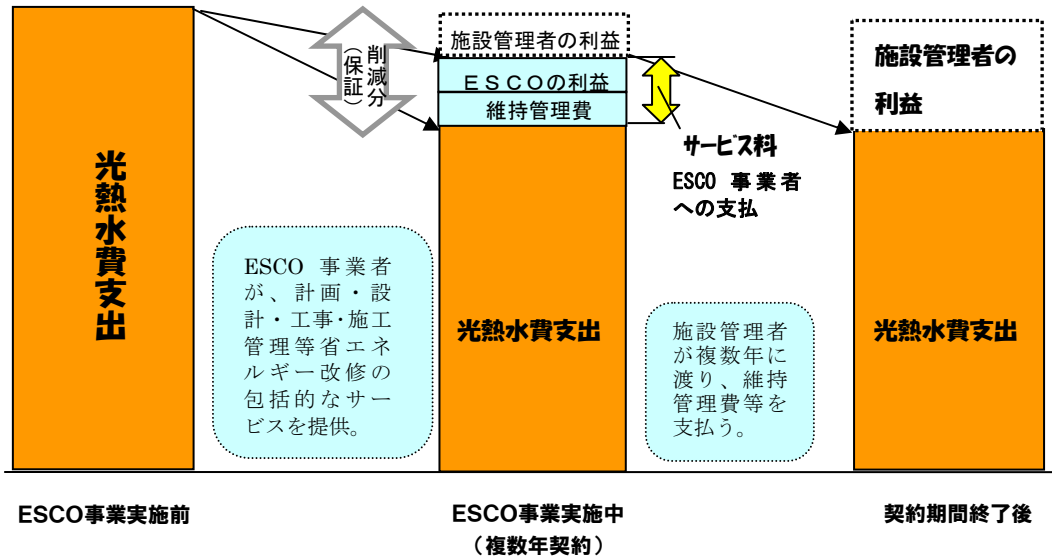 光熱水費支出
削減分
（保証）
施設管理者の利益
ＥＳＣＯの利益
維持管理費
サービス料
ESCO 事業者
への支払
施設管理者の
利益
ESCO 事業者
が、計画・設
計・工事・施工
管理等省エネ
ルギー改修の
包括的なサー
ビスを提供。
光熱水費支出
施設管理者
が複数年に
渡り、維持
管理費等を
支払う。
光熱水費支出
ESCO事業実施前
ESCO事業実施中
（複数年契約）
契約期間終了後